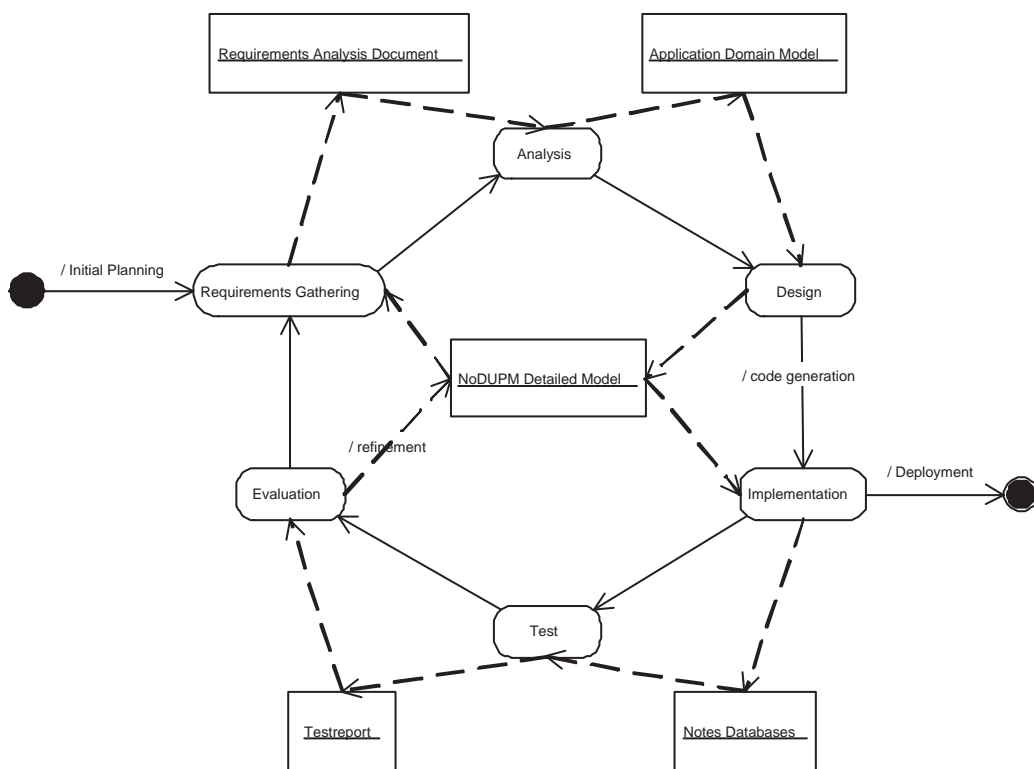 Requirements Analysis Document
Application Domain Model
Analysis
/ Initial Planning
Requirements Gathering
Design
NoDUPM Detailed Model
/ code generation
/ refinement
Evaluation
Implementation
/ Deployment
Test
Testreport
Notes Databases